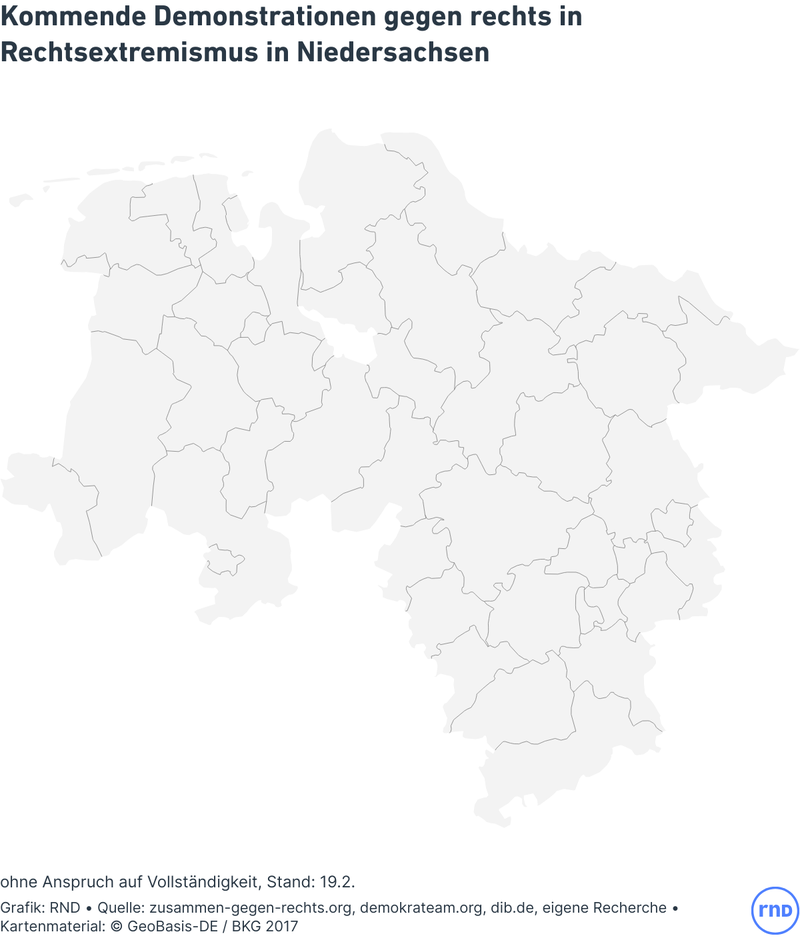 Kommende Demonstrationen gegen rechts in
Rechtsextremismus in Niedersachsen
ohne Anspruch auf Vollständigkeit, Stand: 19.2.
Grafik: RND • Quelle: zusammen-gegen-rechts.org, demokrateam.org, dib.de, eigene Recherche •
Kartenmaterial: © GeoBasis-DE / BKG 2017
rnd